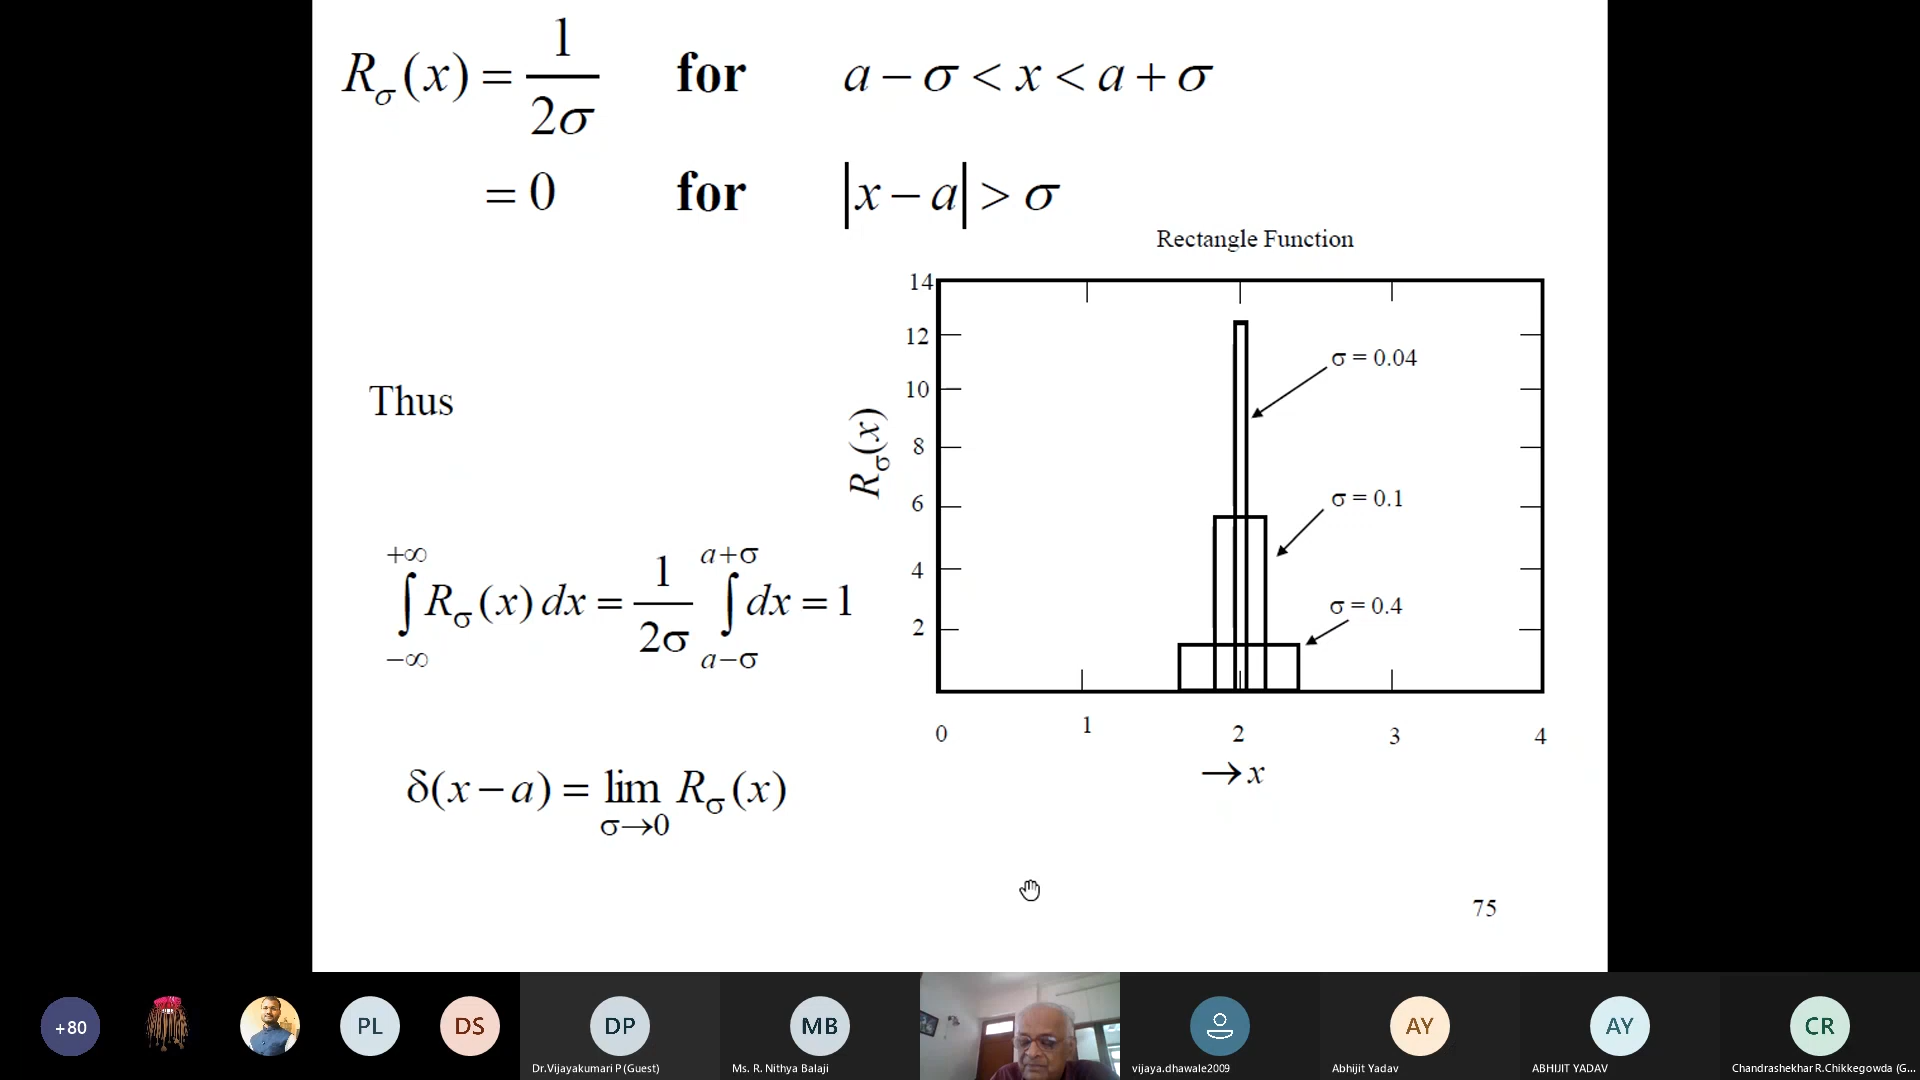 R_σ(x) = 1/2σ for a − σ < x < a + σ
= 0 for |x − a| > σ
Rectangle Function
14
12
10
8
6
4
2
R_σ(x)
σ = 0.04
σ = 0.1
σ = 0.4
0 1 2 3 4
→ x
Thus
∫_{−∞}^{+∞} R_σ(x) dx = 1/2σ ∫_{a−σ}^{a+σ} dx = 1
δ(x − a) = lim_{σ→0} R_σ(x)
75
+80
PL
DS
DP
MB
AY
AY
CR
Dr.Vijayakumari P (Guest)
Ms. R. Nithya Balaji
vijaya.dhawale2009
Abhijit Yadav
ABHIJIT YADAV
Chandrashekhar R.Chikkegowda (G...